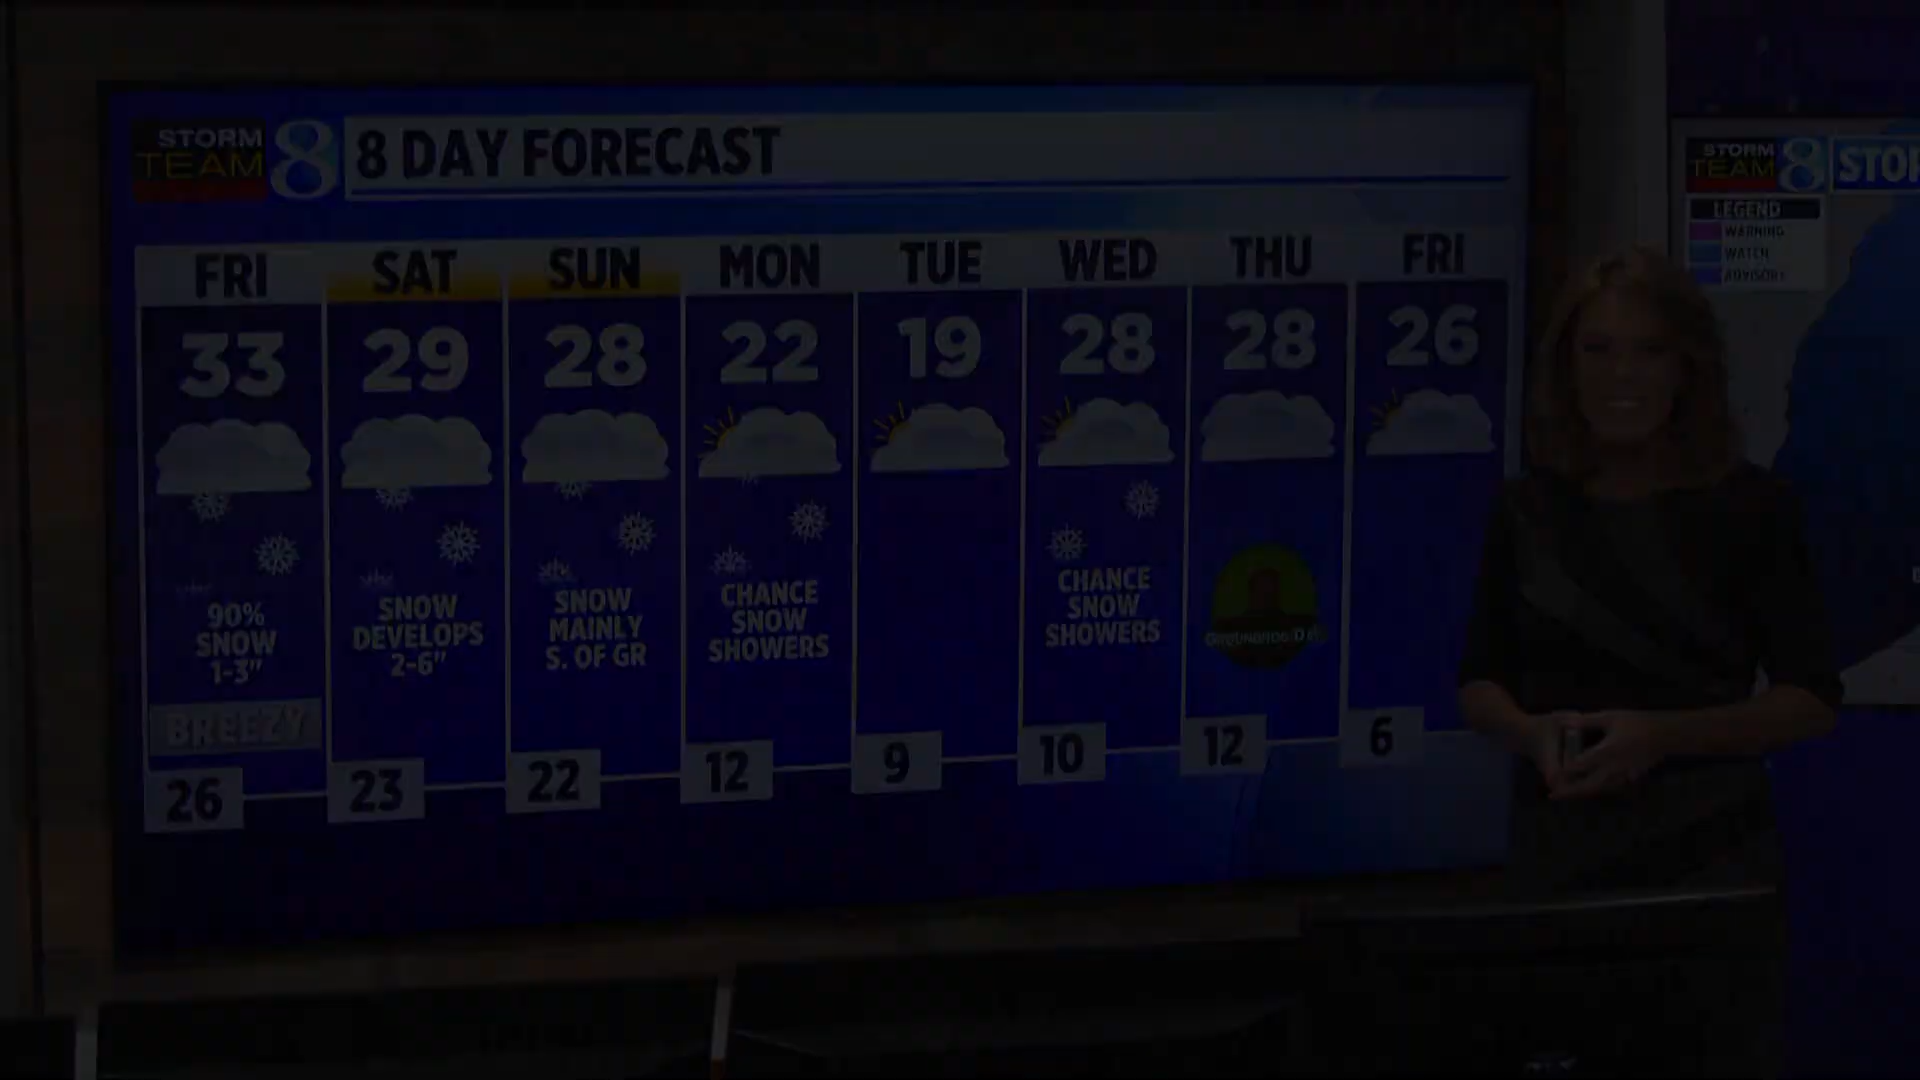 STORM
TEAM 8
8 DAY FORECAST
FRI
SAT
SUN
MON
TUE
WED
THU
FRI
33
29
28
22
19
28
28
26
90%
SNOW
1-3"
BREEZY
SNOW
DEVELOPS
2-6"
SNOW
MAINLY
S. OF GR
CHANCE
SNOW
SHOWERS
CHANCE
SNOW
SHOWERS
GROUNDHOG DAY
26
23
22
12
9
10
12
6
STORM
TEAM 8
LEGEND
WARNING
WATCH
ADVISORY